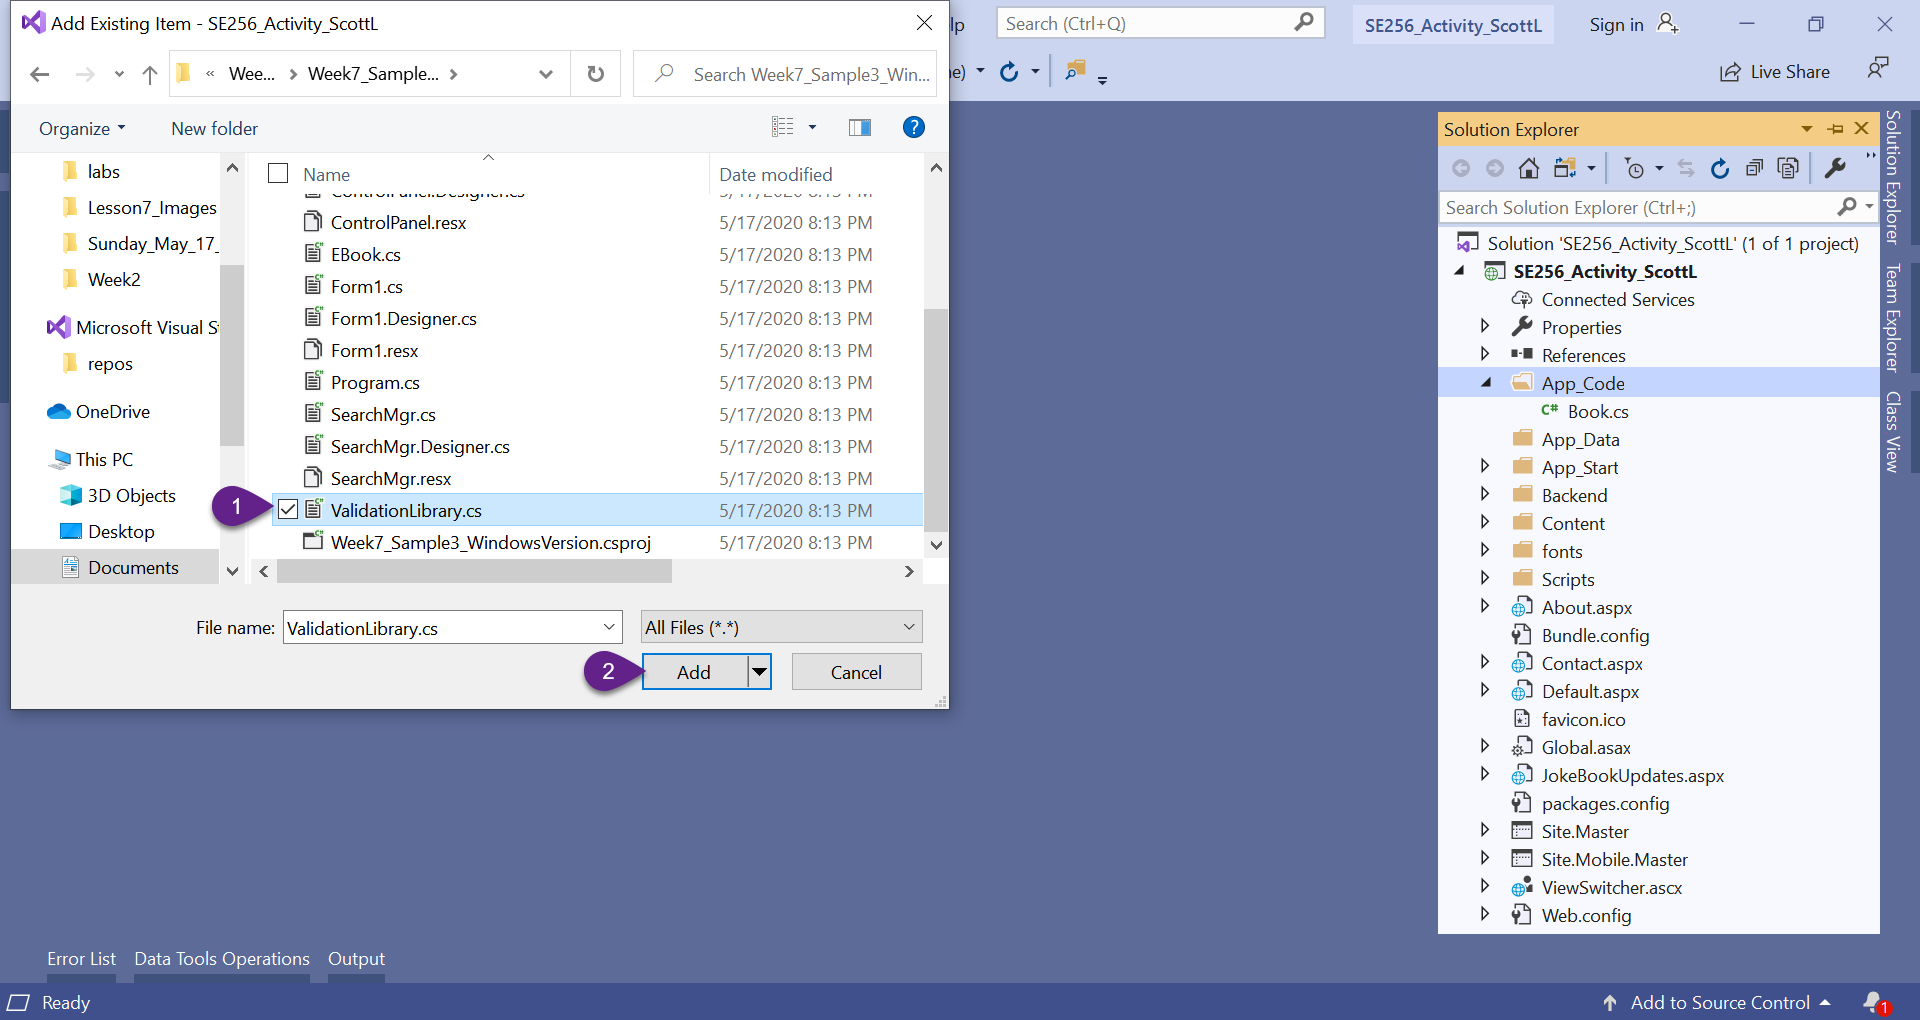 Add Existing Item - SE256_Activity_ScottL
lp
Search (Ctrl+Q)
SE256_Activity_ScottL
Sign in
« Wee... > Week7_Sample... >
Search Week7_Sample3_Win...
e)
Live Share
Organize
New folder
?
labs
Lesson7_Images
Sunday_May_17_
Week2
Microsoft Visual St
repos
OneDrive
This PC
3D Objects
Desktop
Documents
Name
Date modified
ControlPanel.Designer.cs 5/17/2020 8:13 PM
ControlPanel.resx 5/17/2020 8:13 PM
EBook.cs 5/17/2020 8:13 PM
Form1.cs 5/17/2020 8:13 PM
Form1.Designer.cs 5/17/2020 8:13 PM
Form1.resx 5/17/2020 8:13 PM
Program.cs 5/17/2020 8:13 PM
SearchMgr.cs 5/17/2020 8:13 PM
SearchMgr.Designer.cs 5/17/2020 8:13 PM
SearchMgr.resx 5/17/2020 8:13 PM
1
ValidationLibrary.cs 5/17/2020 8:13 PM
Week7_Sample3_WindowsVersion.csproj 5/17/2020 8:13 PM
File name: ValidationLibrary.cs
All Files (*.*)
2
Add
Cancel
Solution Explorer
Search Solution Explorer (Ctrl+;)
Solution 'SE256_Activity_ScottL' (1 of 1 project)
SE256_Activity_ScottL
Connected Services
Properties
References
App_Code
C# Book.cs
App_Data
App_Start
Backend
Content
fonts
Scripts
About.aspx
Bundle.config
Contact.aspx
Default.aspx
favicon.ico
Global.asax
JokeBookUpdates.aspx
packages.config
Site.Master
Site.Mobile.Master
ViewSwitcher.ascx
Web.config
Solution Explorer
Team Explorer
Class View
Error List
Data Tools Operations
Output
Ready
Add to Source Control
1